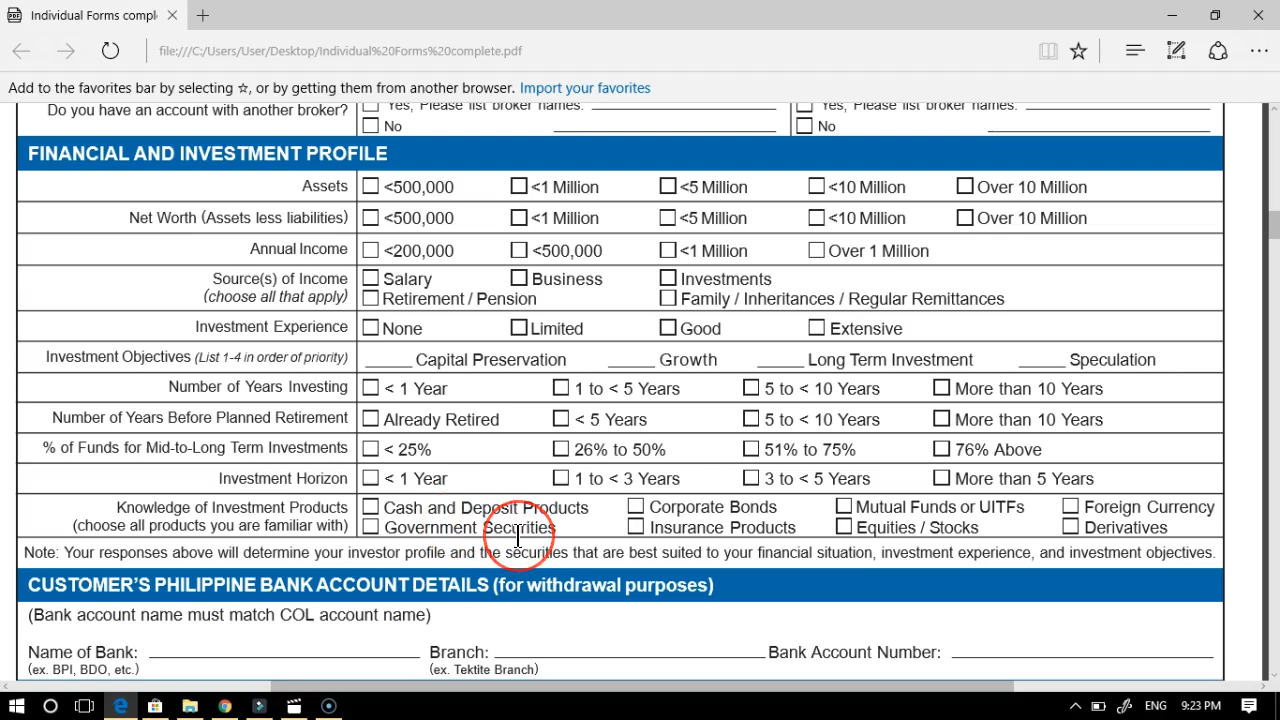 Individual Forms compl
file:///C:/Users/User/Desktop/Individual%20Forms%20complete.pdf
Add to the favorites bar by selecting ☆, or by getting them from another browser. Import your favorites
Do you have an account with another broker? Yes, Please list broker names: Yes, Please list broker names:
No No
FINANCIAL AND INVESTMENT PROFILE
Assets <500,000 <1 Million <5 Million <10 Million Over 10 Million
Net Worth (Assets less liabilities) <500,000 <1 Million <5 Million <10 Million Over 10 Million
Annual Income <200,000 <500,000 <1 Million Over 1 Million
Source(s) of Income Salary Business Investments
(choose all that apply) Retirement / Pension Family / Inheritances / Regular Remittances
Investment Experience None Limited Good Extensive
Investment Objectives (List 1-4 in order of priority) _____ Capital Preservation _____ Growth _____ Long Term Investment _____ Speculation
Number of Years Investing < 1 Year 1 to < 5 Years 5 to < 10 Years More than 10 Years
Number of Years Before Planned Retirement Already Retired < 5 Years 5 to < 10 Years More than 10 Years
% of Funds for Mid-to-Long Term Investments < 25% 26% to 50% 51% to 75% 76% Above
Investment Horizon < 1 Year 1 to < 3 Years 3 to < 5 Years More than 5 Years
Knowledge of Investment Products Cash and Deposit Products Corporate Bonds Mutual Funds or UITFs Foreign Currency
(choose all products you are familiar with) Government Securities Insurance Products Equities / Stocks Derivatives
Note: Your responses above will determine your investor profile and the securities that are best suited to your financial situation, investment experience, and investment objectives.
CUSTOMER'S PHILIPPINE BANK ACCOUNT DETAILS (for withdrawal purposes)
(Bank account name must match COL account name)
Name of Bank: Branch: Bank Account Number:
(ex. BPI, BDO, etc.) (ex. Tektite Branch)
ENG 9:23 PM